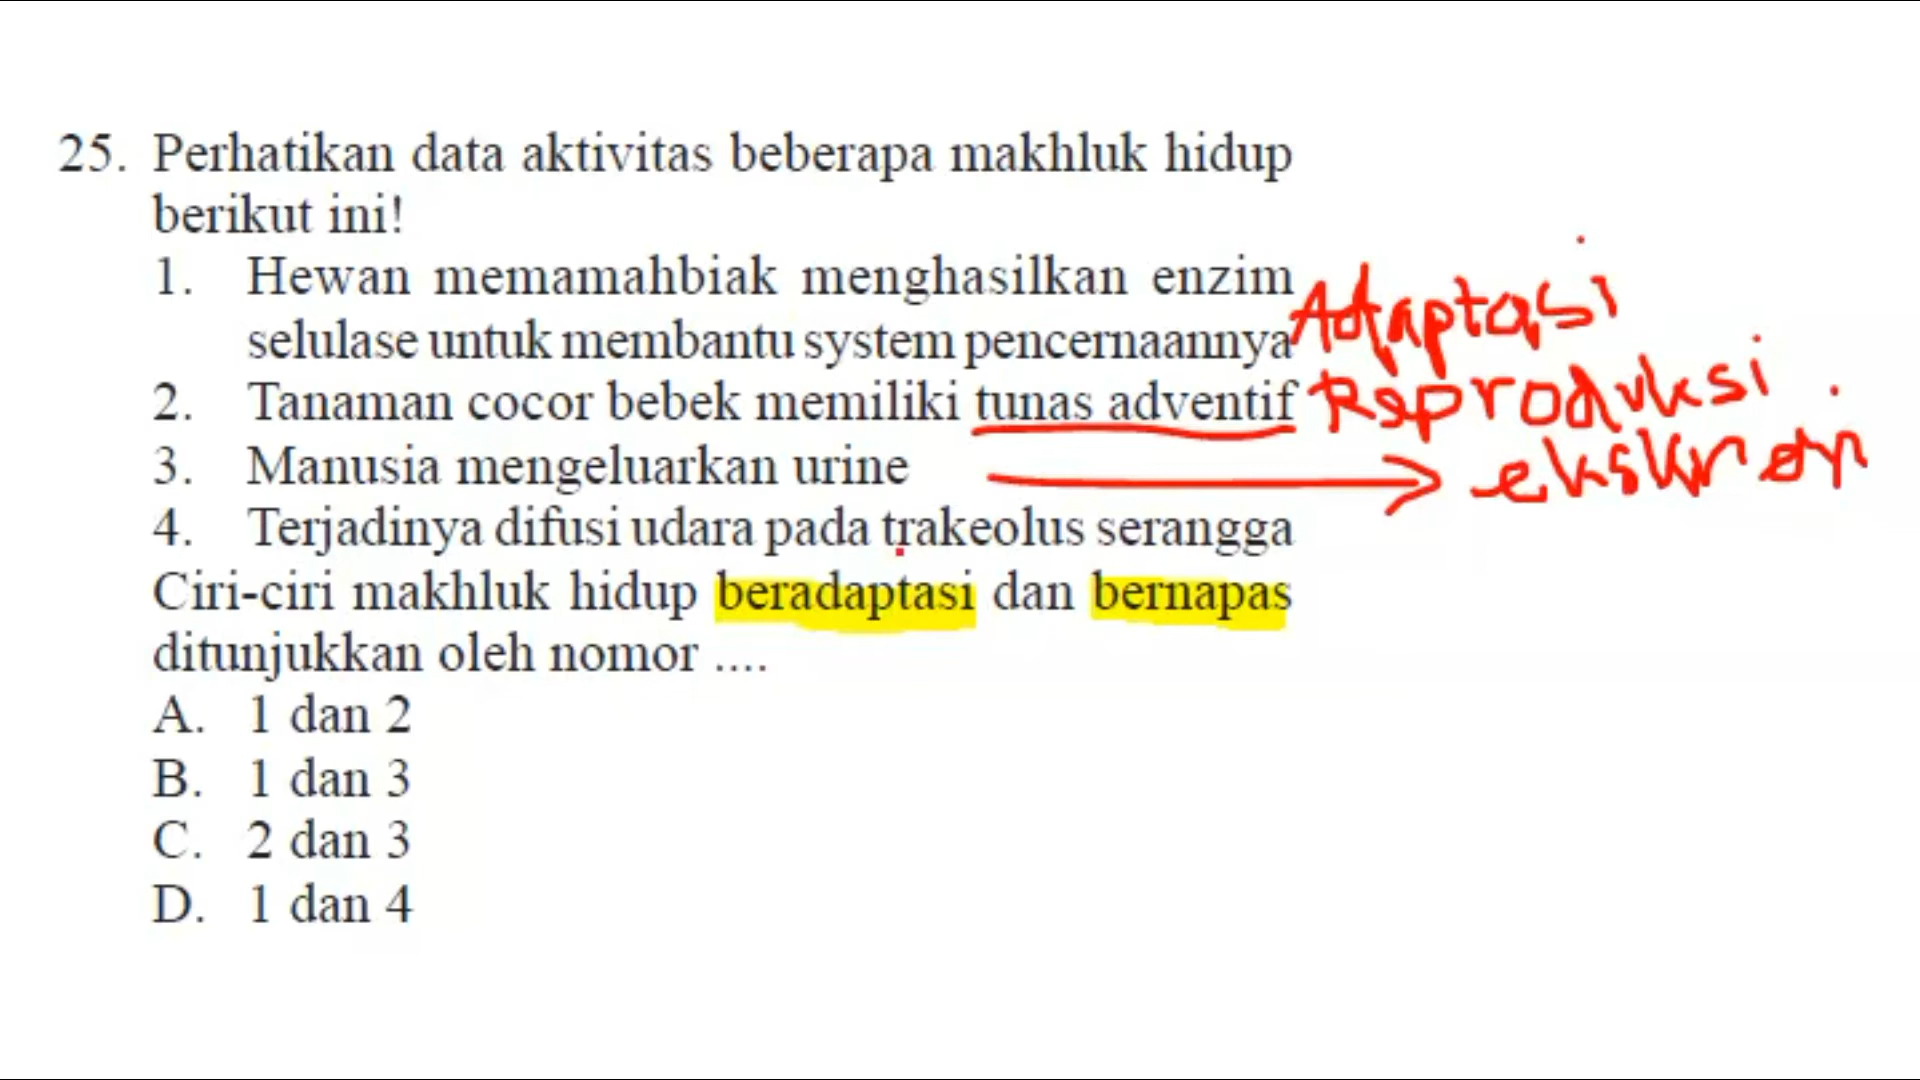 25. Perhatikan data aktivitas beberapa makhluk hidup
berikut ini!
1. Hewan memamahbiak menghasilkan enzim
selulase untuk membantu system pencernaannya
Adaptasi
2. Tanaman cocor bebek memiliki tunas adventif
Reproduksi
3. Manusia mengeluarkan urine
4. Terjadinya difusi udara pada trakeolus serangga
Ciri-ciri makhluk hidup beradaptasi dan bernapas
ditunjukkan oleh nomor ....
A. 1 dan 2
B. 1 dan 3
C. 2 dan 3
D. 1 dan 4